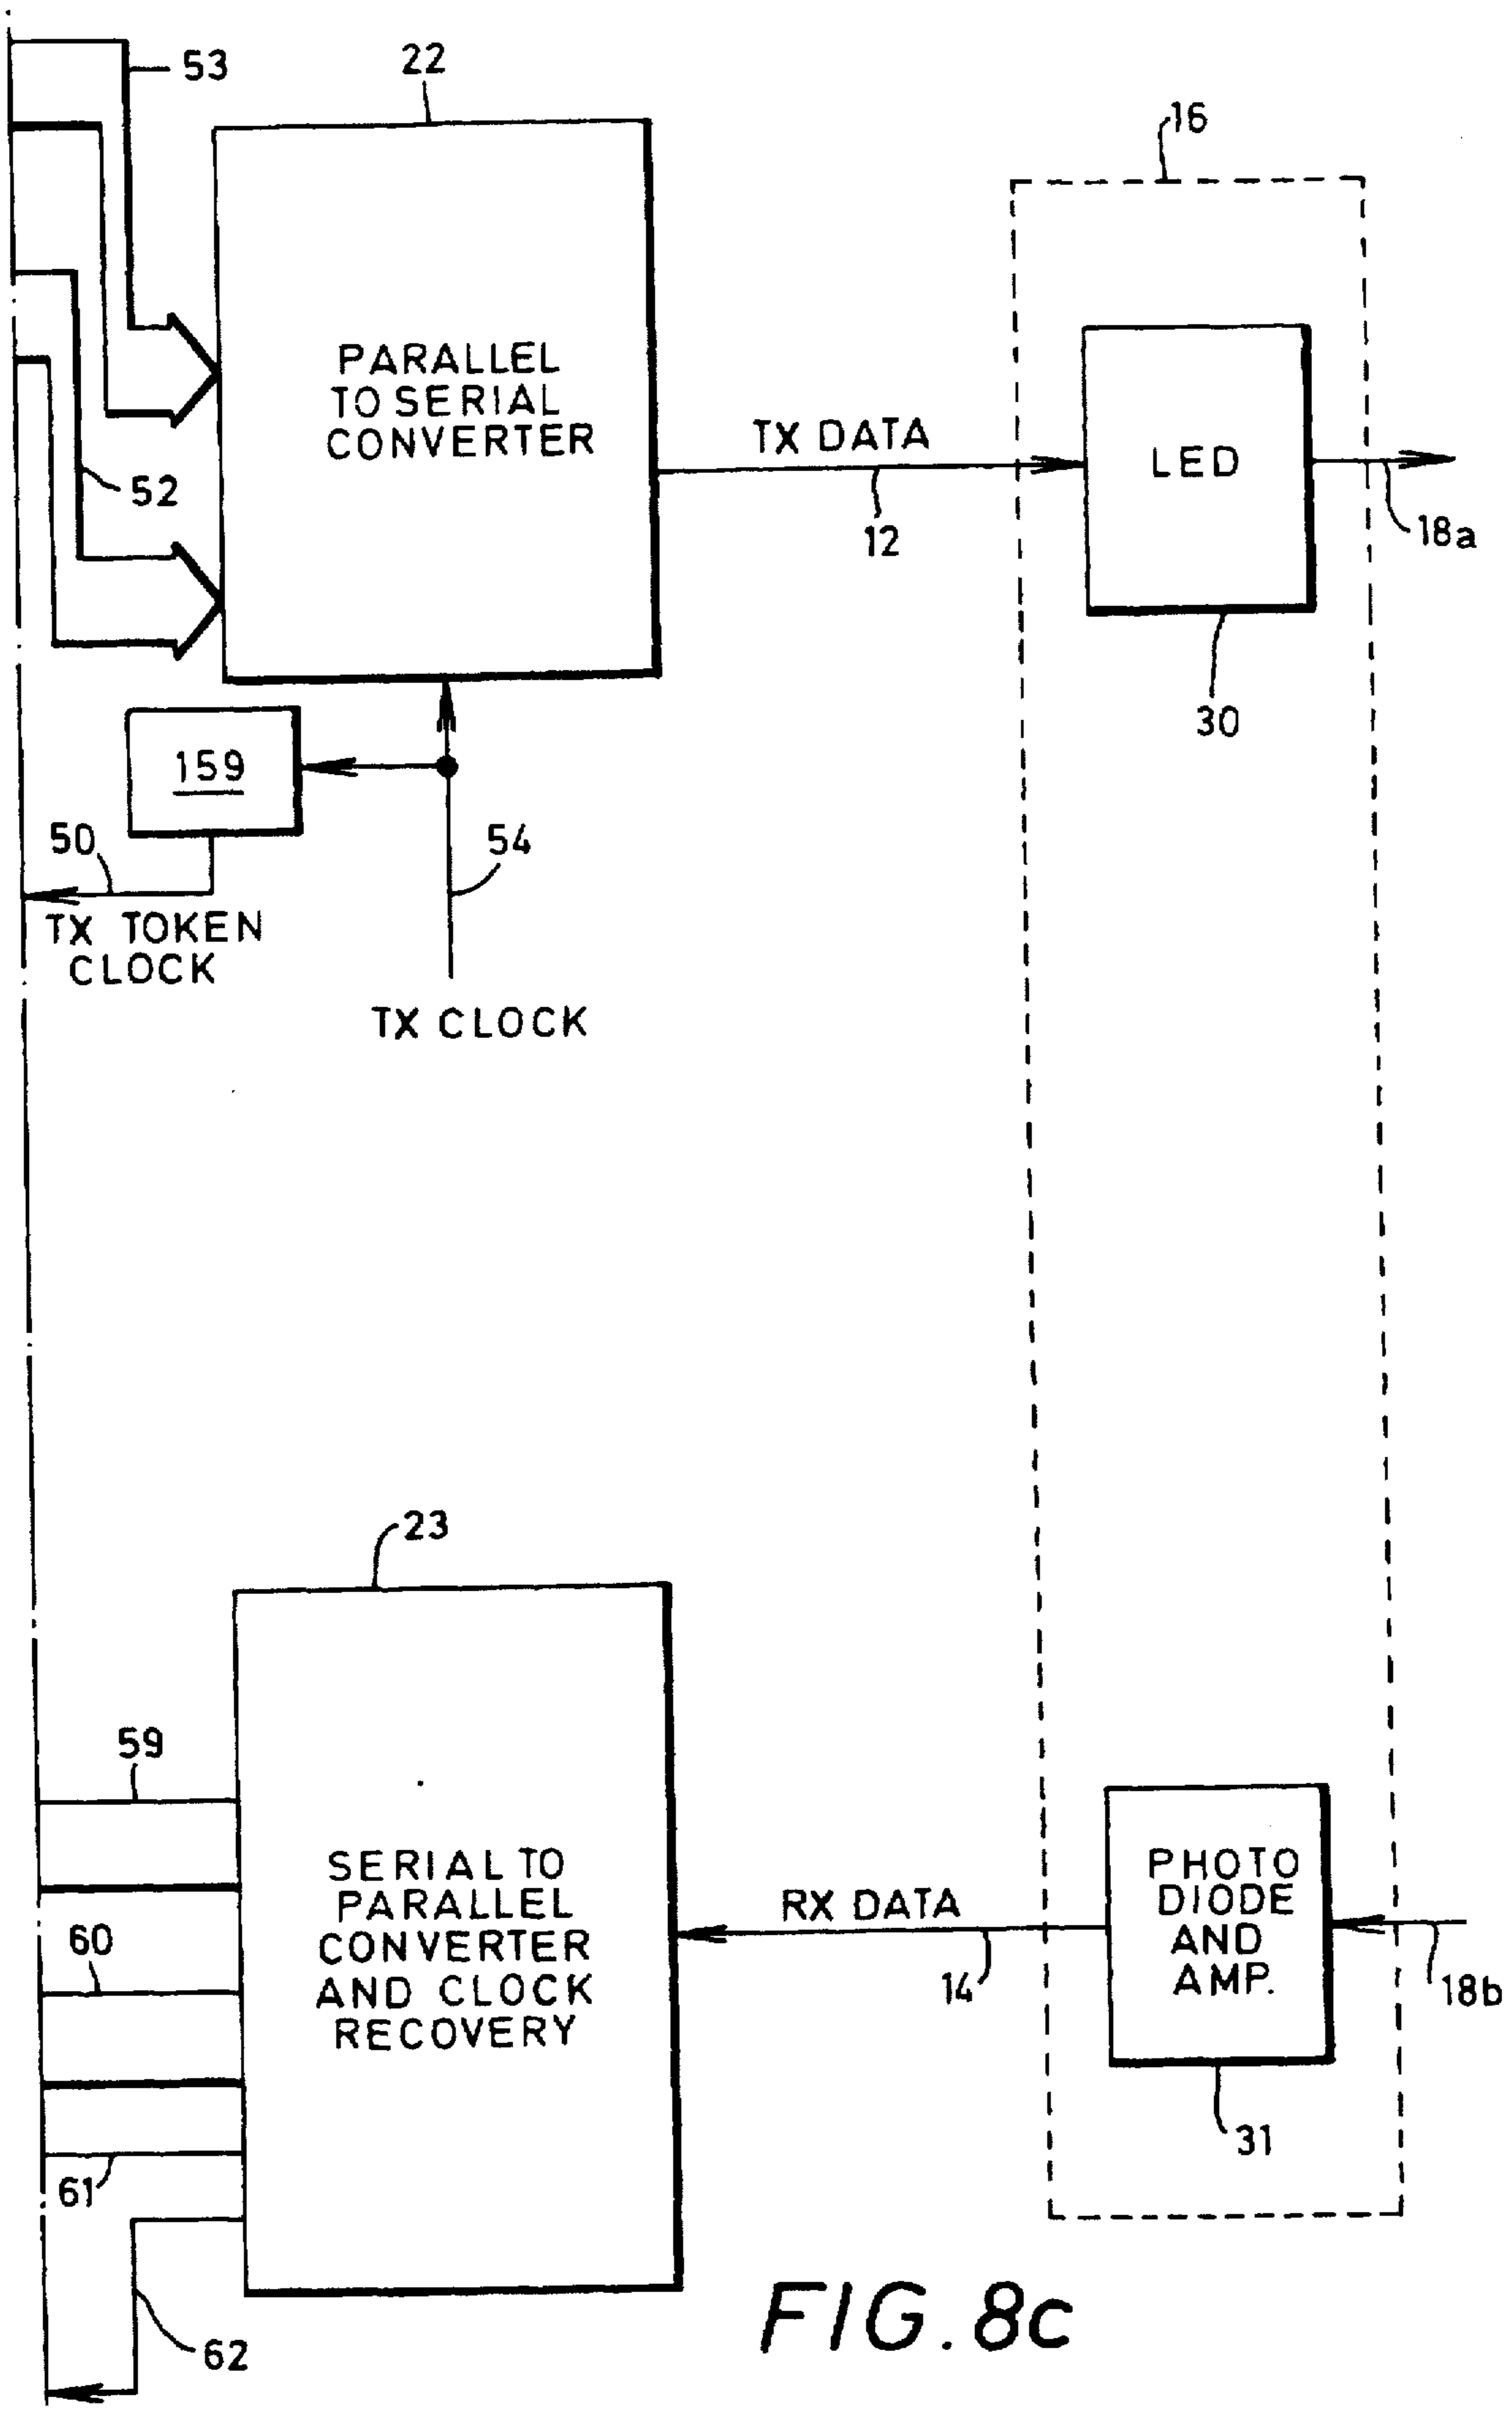 53
22
16
PARALLEL
TO SERIAL
CONVERTER
TX DATA
LED
52
12
18a
30
159
50
54
TX TOKEN
CLOCK
TX CLOCK
23
59
SERIAL TO
PARALLEL
CONVERTER
AND CLOCK
RECOVERY
RX DATA
PHOTO
DIODE
AND
AMP.
60
14
18b
61
31
62
FIG. 8c